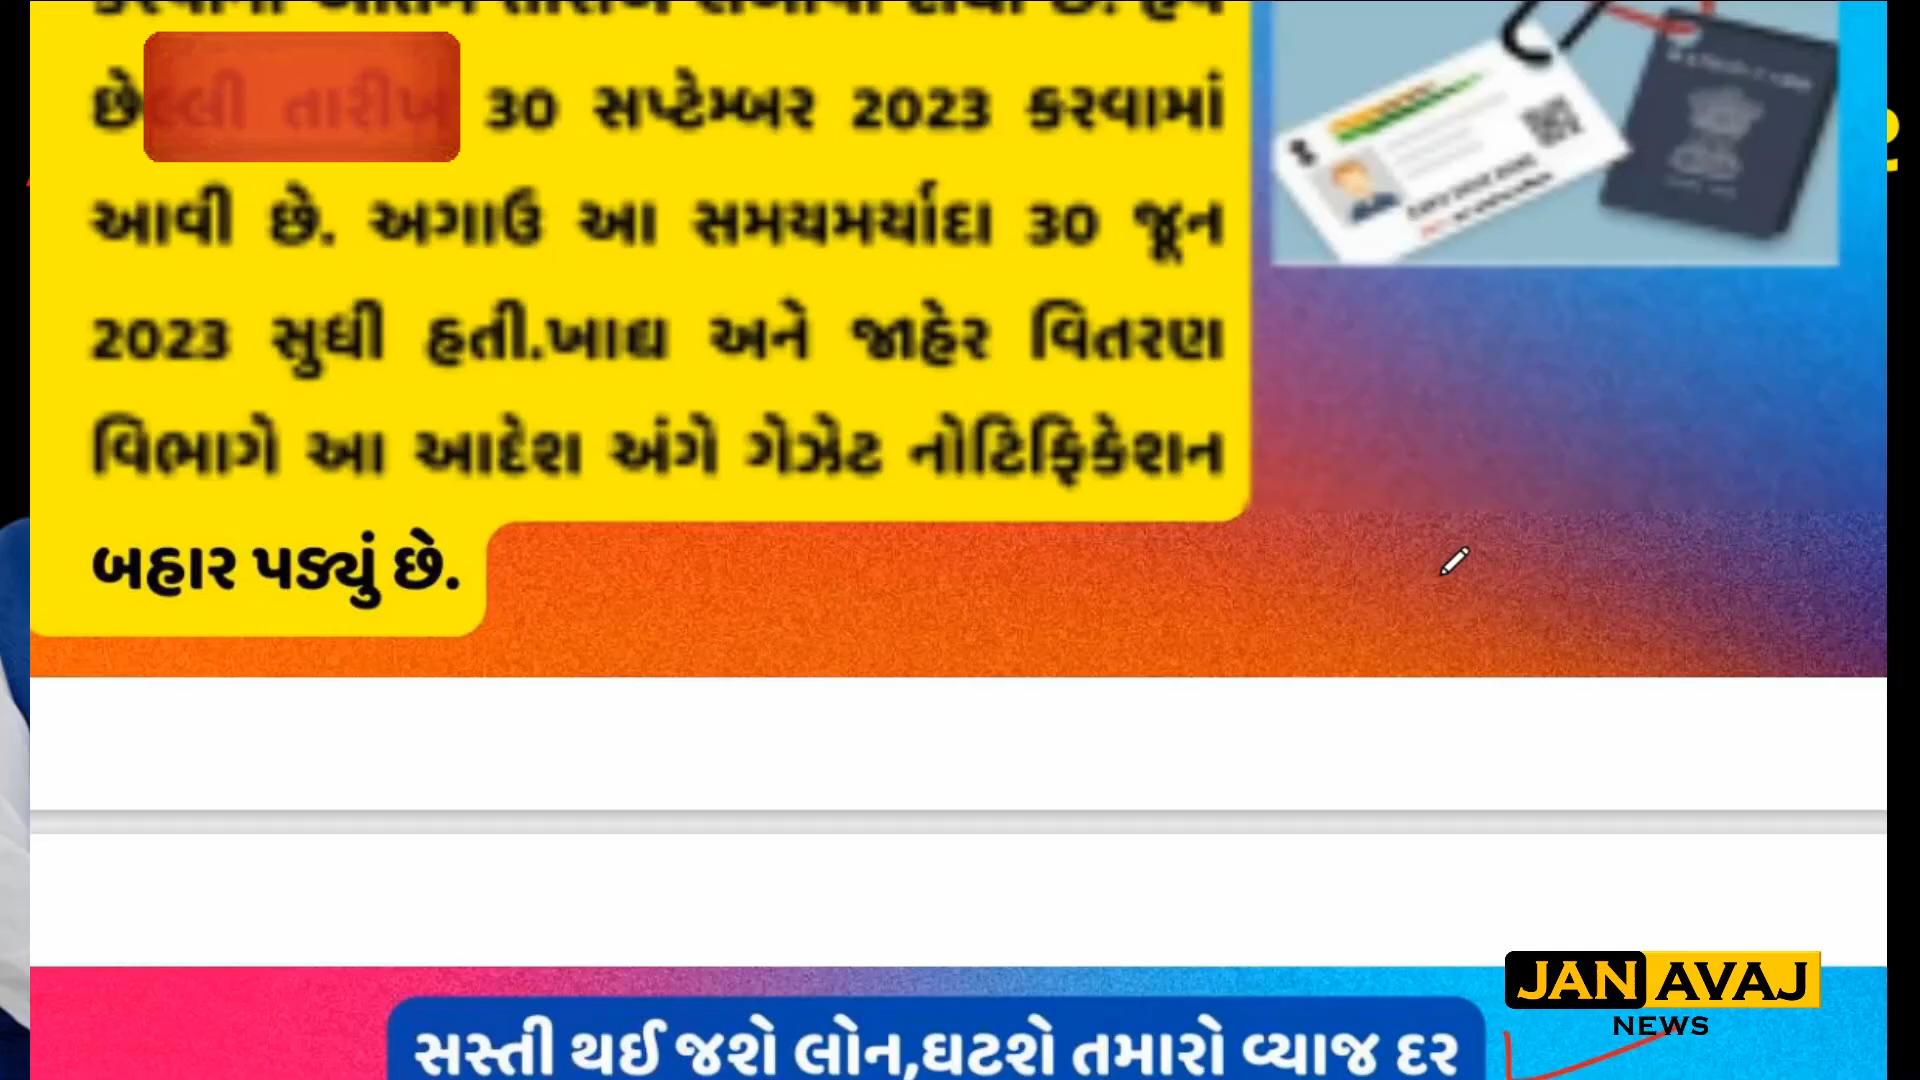 છેલ્લી તારીખ 30 સપ્ટેમ્બર 2023 કરવામાં
આવી છે. અગાઉ આ સમયમર્યાદા 30 જૂન
2023 સુધી હતી.ખાદ્ય અને જાહેર વિતરણ
વિભાગે આ આદેશ અંગે ગેઝેટ નોટિફિકેશન
બહાર પડ્યું છે.
JAN AVAJ
NEWS
સસ્તી થઈ જશે લોન,ઘટશે તમારો વ્યાજ દર